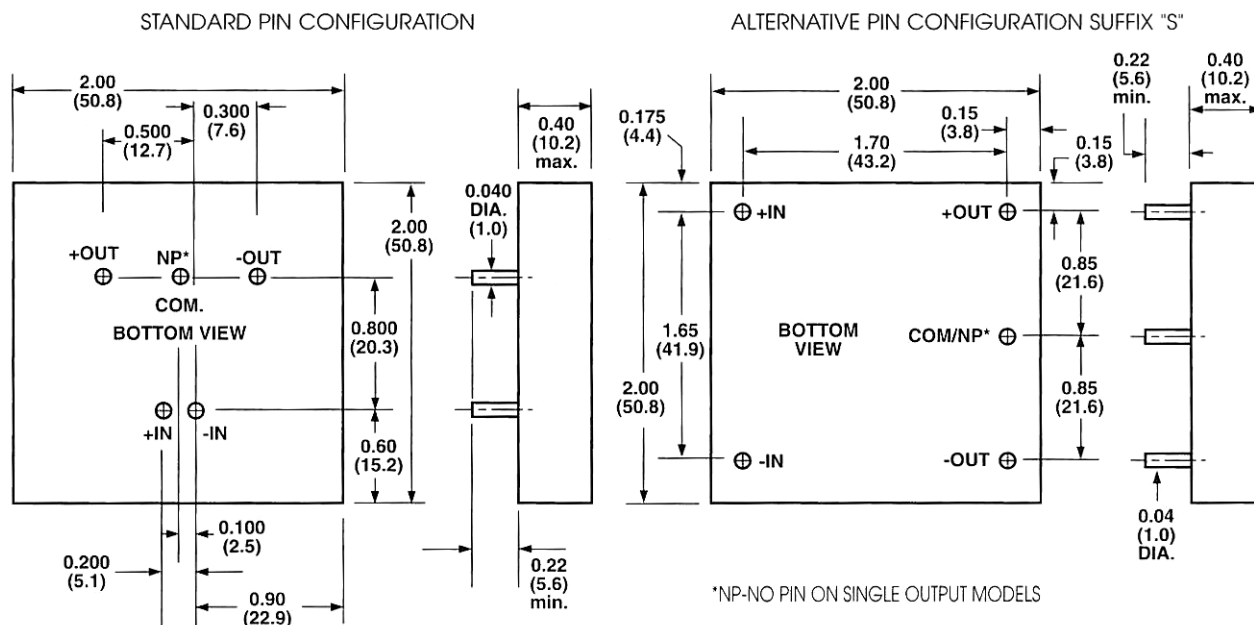 STANDARD PIN CONFIGURATION
2.00
(50.8)
0.300
(7.6)
0.500
(12.7)
0.40
(10.2)
max.
0.040
DIA.
(1.0)
2.00
(50.8)
+OUT
NP*
-OUT
COM.
BOTTOM VIEW
0.800
(20.3)
+IN
-IN
0.60
(15.2)
0.100
(2.5)
0.200
(5.1)
0.90
(22.9)
0.22
(5.6)
min.
ALTERNATIVE PIN CONFIGURATION SUFFIX "S"
2.00
(50.8)
0.22
(5.6)
min.
0.40
(10.2)
max.
0.175
(4.4)
0.15
(3.8)
1.70
(43.2)
0.15
(3.8)
+IN
+OUT
0.85
(21.6)
1.65
(41.9)
BOTTOM
VIEW
COM/NP*
2.00
(50.8)
0.85
(21.6)
-IN
-OUT
0.04
(1.0)
DIA.
*NP-NO PIN ON SINGLE OUTPUT MODELS